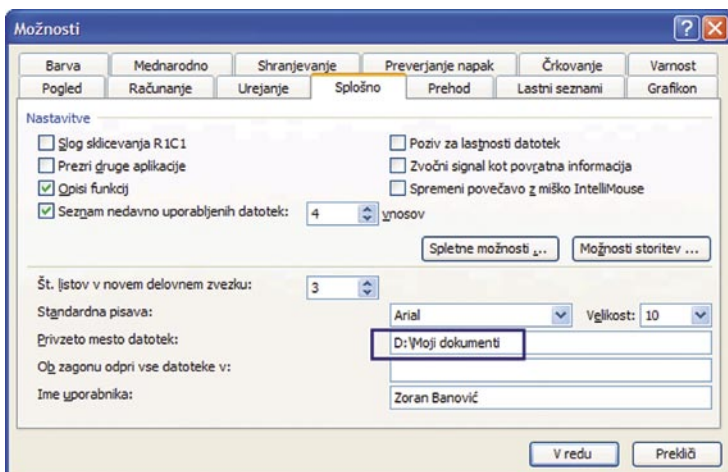 Možnosti
Barva Mednarodno Shranjevanje Preverjanje napak Črkovanje Varnost
Pogled Računanje Urejanje Splošno Prehod Lastni seznami Grafikon
Nastavitve
Slog sklicevanja R1C1 Poziv za lastnosti datotek
Prezri druge aplikacije Zvočni signal kot povratna informacija
Opisi funkcij Spremeni povečavo z miško IntelliMouse
Seznam nedavno uporabljenih datotek: 4 vnosov
Spletne možnosti ... Možnosti storitev ...
Št. listov v novem delovnem zvezku: 3
Standardna pisava: Arial Velikost: 10
Privzeto mesto datotek: D:\Moji dokumenti
Ob zagonu odpri vse datoteke v:
Ime uporabnika: Zoran Banović
V redu Prekliči